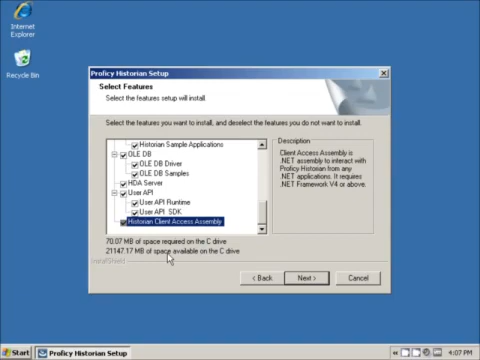 Internet
Explorer
Recycle Bin
Proficy Historian Setup
Select Features
Select the features setup will install.
Select the features you want to install, and deselect the features you do not want to install.
Historian Sample Applications
OLE DB
OLE DB Driver
OLE DB Samples
HDA Server
User API
User API Runtime
User API SDK
Historian Client Access Assembly
Description
Client Access Assembly is
.NET assembly to interact with
Proficy Historian from any
.NET applications. It requires
.NET Framework V4 or above.
70.07 MB of space required on the C drive
21147.17 MB of space available on the C drive
InstallShield
< Back
Next >
Cancel
Start
Proficy Historian Setup
4:07 PM